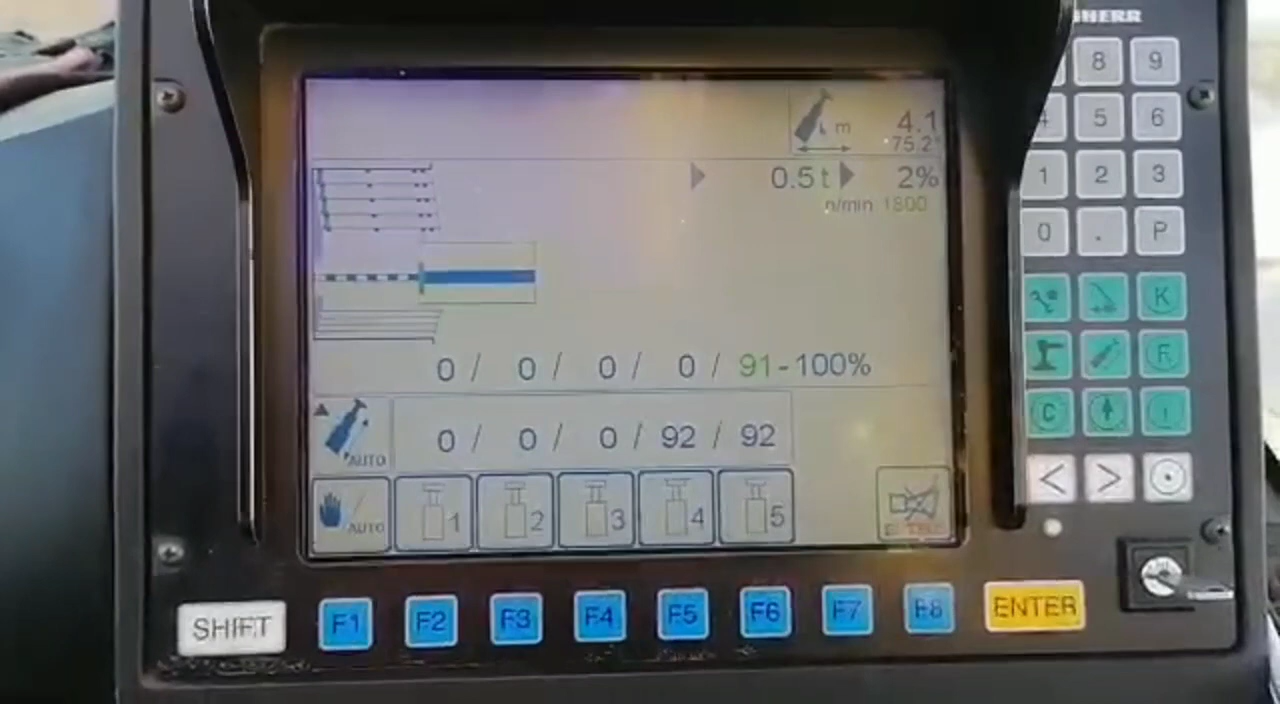 8 9
4.1
m
75.2°
4 5 6
0.5 t 2%
1 2 3
n/min 1800
0 . P
K
0 / 0 / 0 / 0 / 91-100%
C
0 / 0 / 0 / 92 / 92
AUTO
< >
AUTO 1 2 3 4 5
SHIFT F1 F2 F3 F4 F5 F6 F7 F8 ENTER